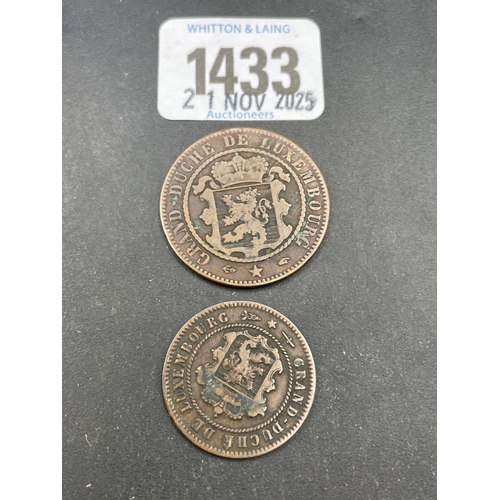 WHITTON & LAING
1433
21 NOV 2025
Auctioneers
GRAND-DUCHE DE LUXEMBOURG
GRAND-DUCHE DE LUXEMBOURG